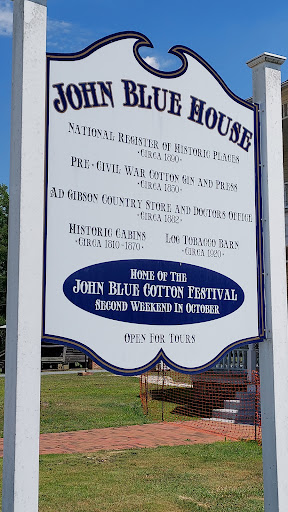 John Blue House
National Register of Historic Places
• Circa 1890 •
Pre-Civil War Cotton Gin and Press
• Circa 1850 •
Ad Gibson Country Store and Doctors Office
• Circa 1882 •
Historic Cabins Log Tobacco Barn
• Circa 1810-1870 • • Circa 1920 •
Home Of The
John Blue Cotton Festival
Second Weekend In October
Open For Tours